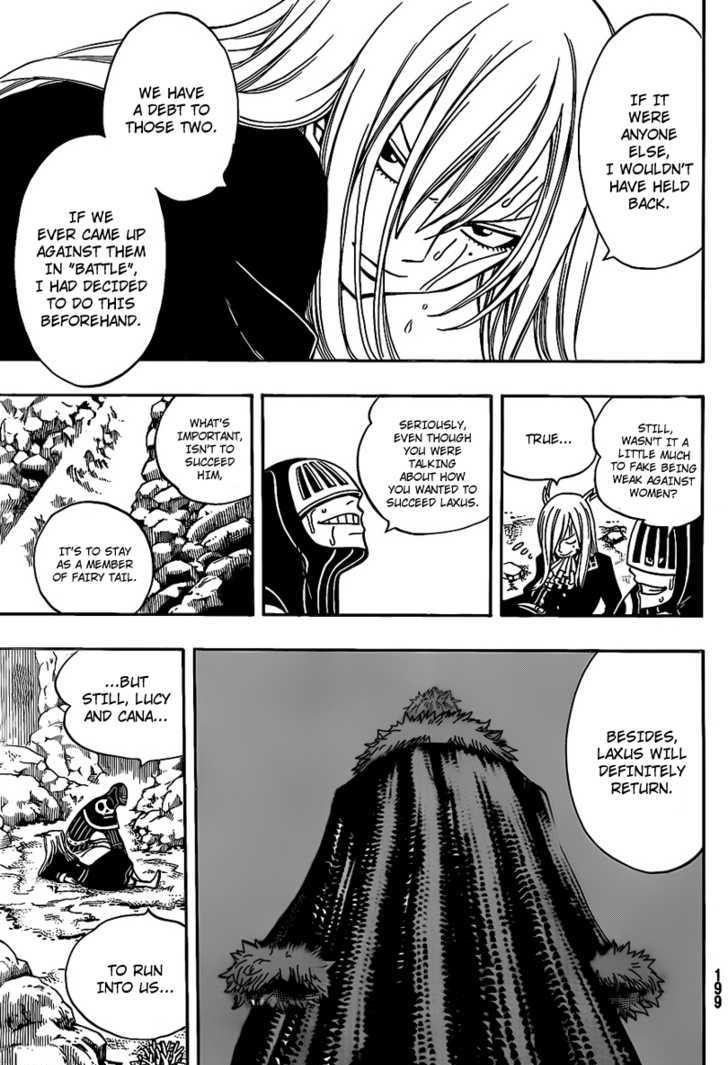 IF IT
WERE
ANYONE
ELSE,
I WOULDN'T
HAVE HELD
BACK.
WE HAVE
A DEBT TO
THOSE TWO.
IF WE
EVER CAME UP
AGAINST THEM
IN "BATTLE",
I HAD DECIDED
TO DO THIS
BEFOREHAND.
STILL,
WASN'T IT A
LITTLE MUCH
TO FAKE BEING
WEAK AGAINST
WOMEN?
TRUE...
SERIOUSLY,
EVEN THOUGH
YOU WERE
TALKING
ABOUT HOW
YOU WANTED TO
SUCCEED LAXUS.
WHAT'S
IMPORTANT,
ISN'T TO
SUCCEED
HIM,
IT'S TO STAY
AS A MEMBER
OF FAIRY TAIL.
BESIDES,
LAXUS WILL
DEFINITELY
RETURN.
...BUT
STILL, LUCY
AND CANA...
TO RUN
INTO US...
199